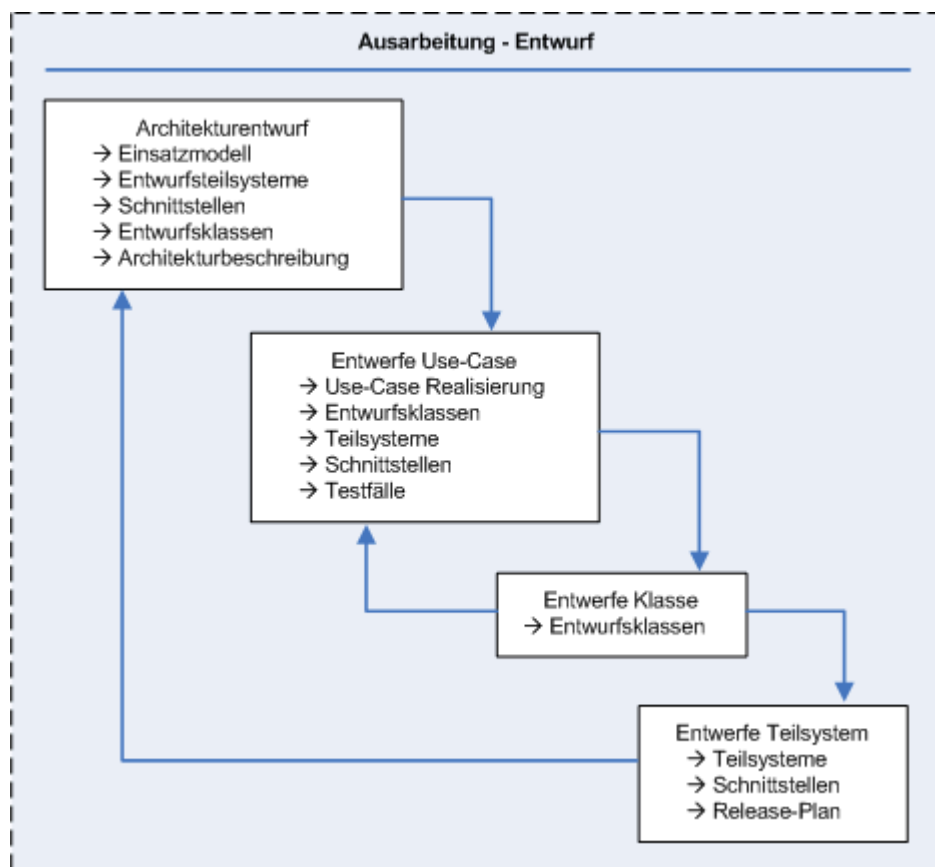 Ausarbeitung - Entwurf
Architekturentwurf
→ Einsatzmodell
→ Entwurfsteilsysteme
→ Schnittstellen
→ Entwurfsklassen
→ Architekturbeschreibung
Entwerfe Use-Case
→ Use-Case Realisierung
→ Entwurfsklassen
→ Teilsysteme
→ Schnittstellen
→ Testfälle
Entwerfe Klasse
→ Entwurfsklassen
Entwerfe Teilsystem
→ Teilsysteme
→ Schnittstellen
→ Release-Plan